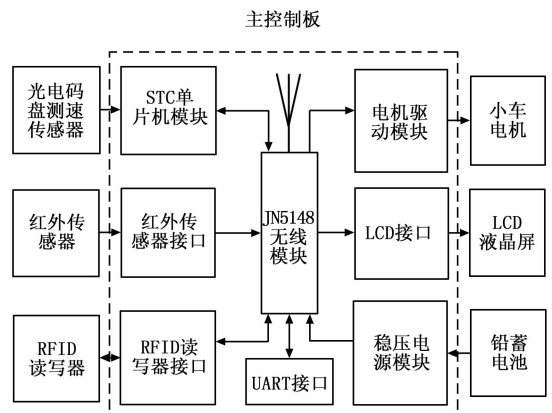 主控制板
光电码
盘测速
传感器
STC单
片机模块
电机驱
动模块
小车
电机
红外传
感器
红外传
感器接口
JN5148
无线
模块
LCD接口
LCD
液晶屏
RFID
读写器
RFID读
写器接口
UART接口
稳压电
源模块
铅蓄
电池